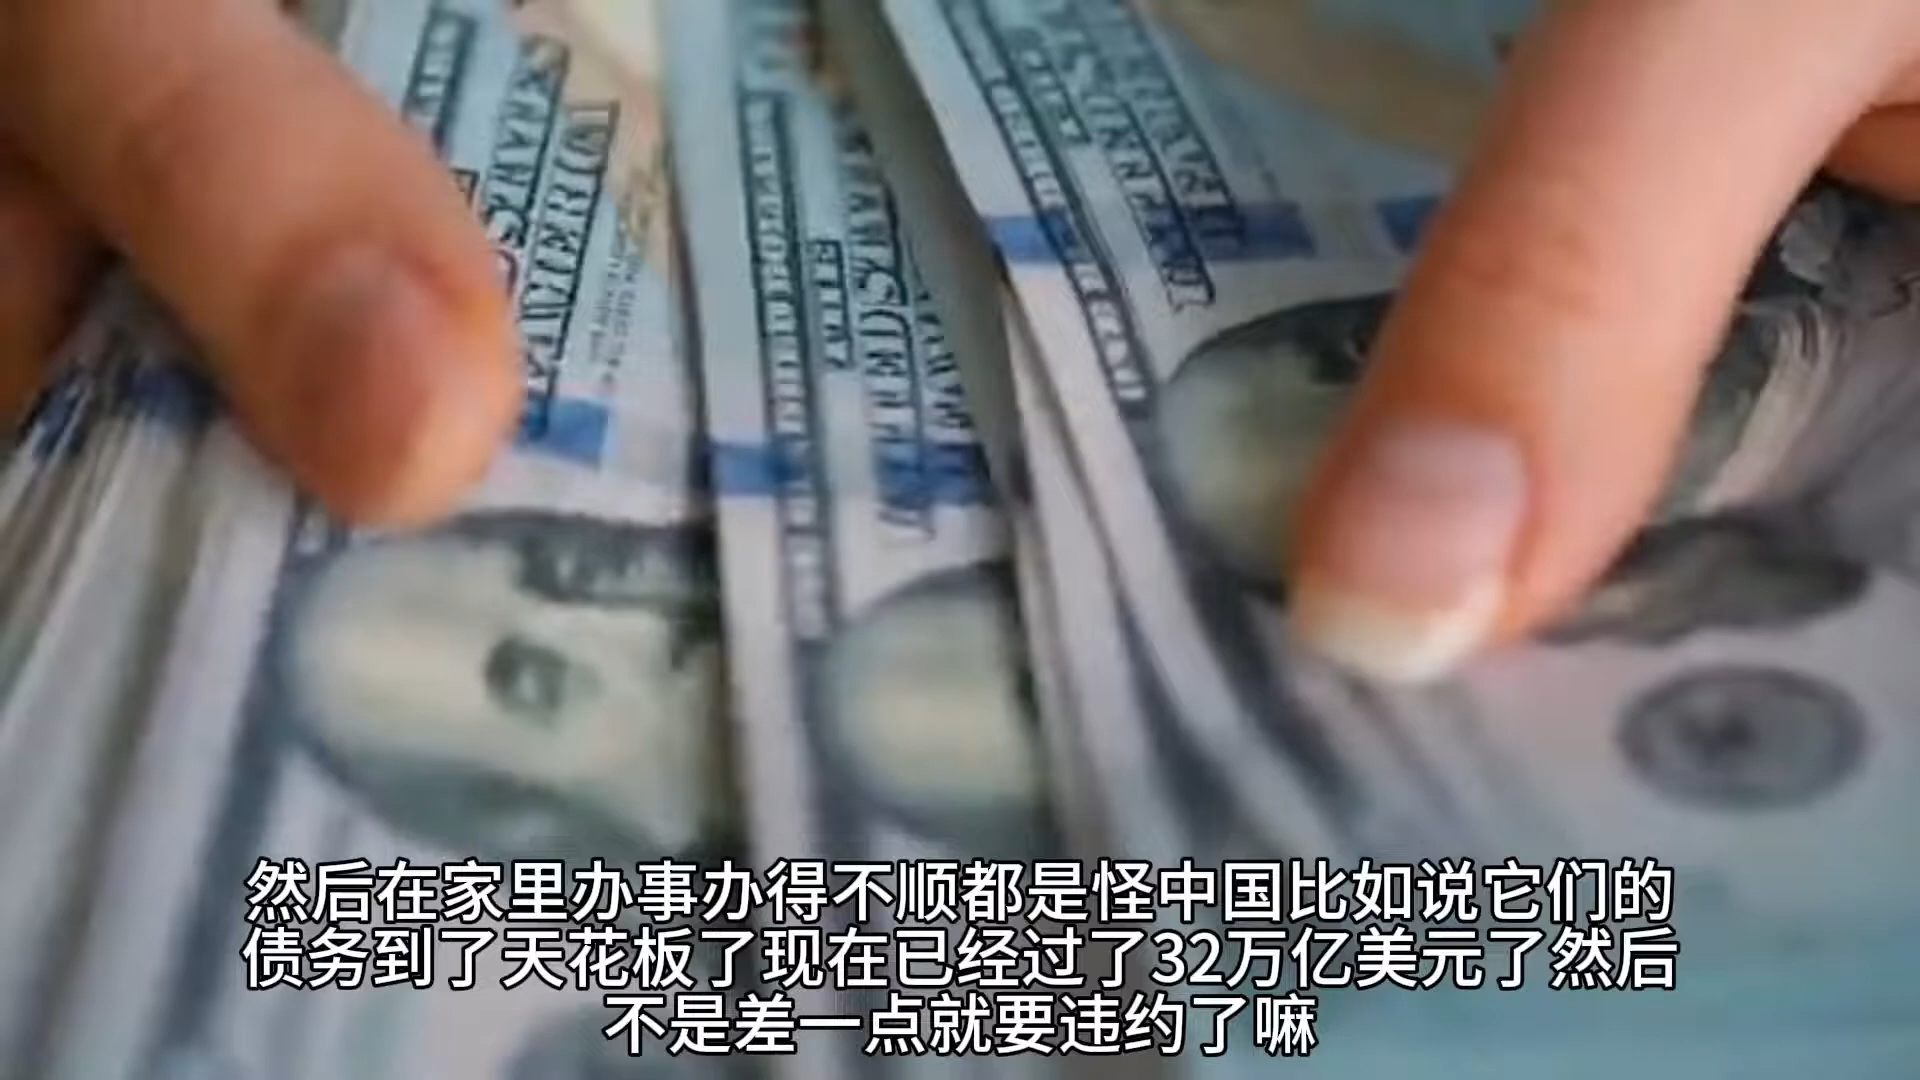 然后在家里办事办得不顺都是怪中国比如说它们的
债务到了天花板了现在已经过了32万亿美元了然后
不是差一点就要违约了嘛